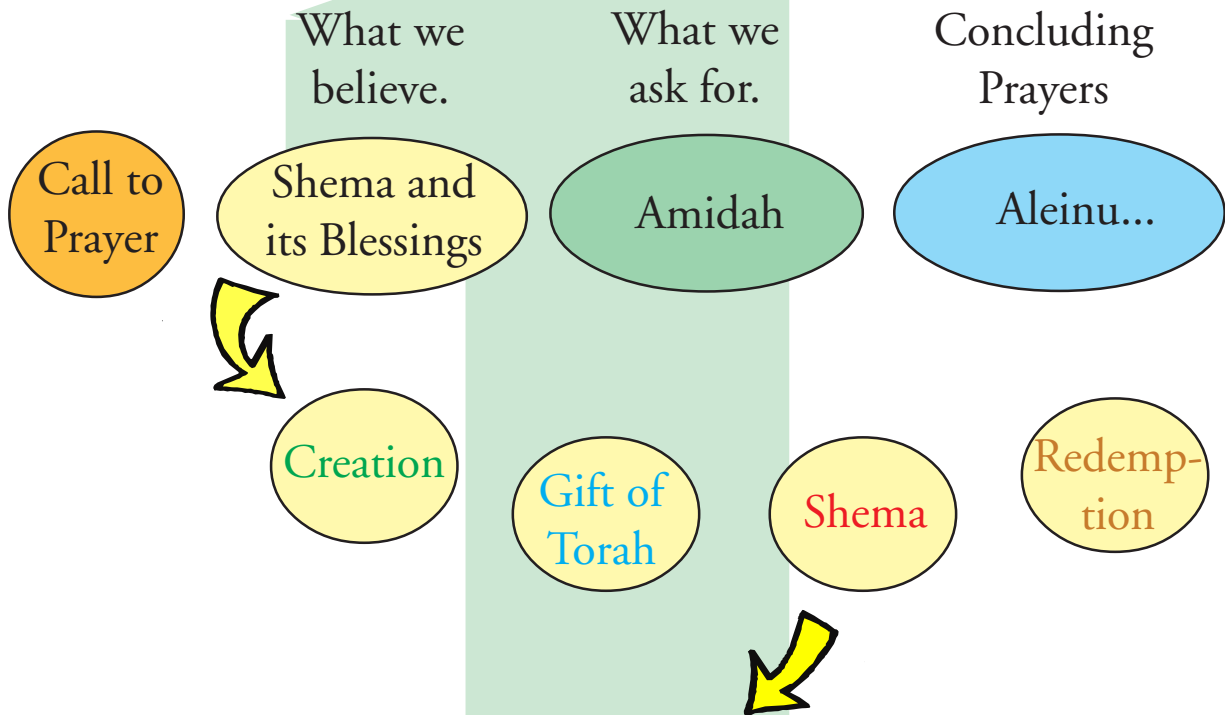 What we
believe.
What we
ask for.
Concluding
Prayers
Call to
Prayer
Shema and
its Blessings
Amidah
Aleinu...
Creation
Gift of
Torah
Shema
Redemp-
tion